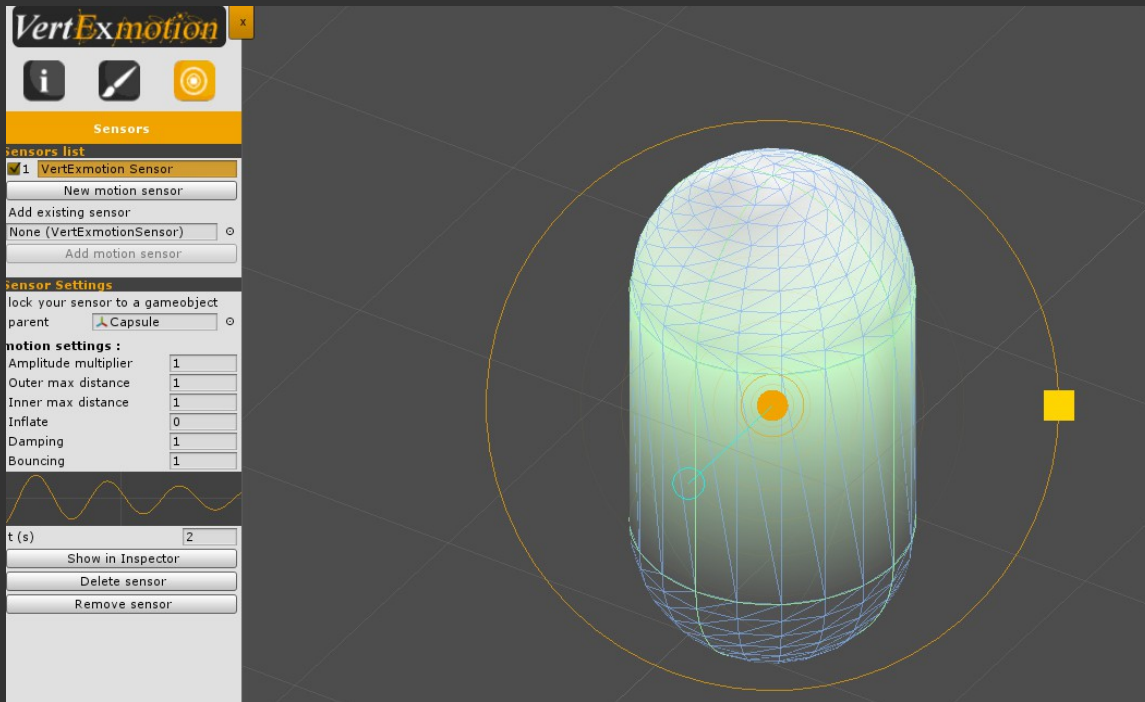 VertExmotion
x
i
Sensors
Sensors list
1 VertExmotion Sensor
New motion sensor
Add existing sensor
None (VertExmotionSensor)
Add motion sensor
Sensor Settings
lock your sensor to a gameobject
parent Capsule
motion settings :
Amplitude multiplier 1
Outer max distance 1
Inner max distance 1
Inflate 0
Damping 1
Bouncing 1
t (s) 2
Show in Inspector
Delete sensor
Remove sensor